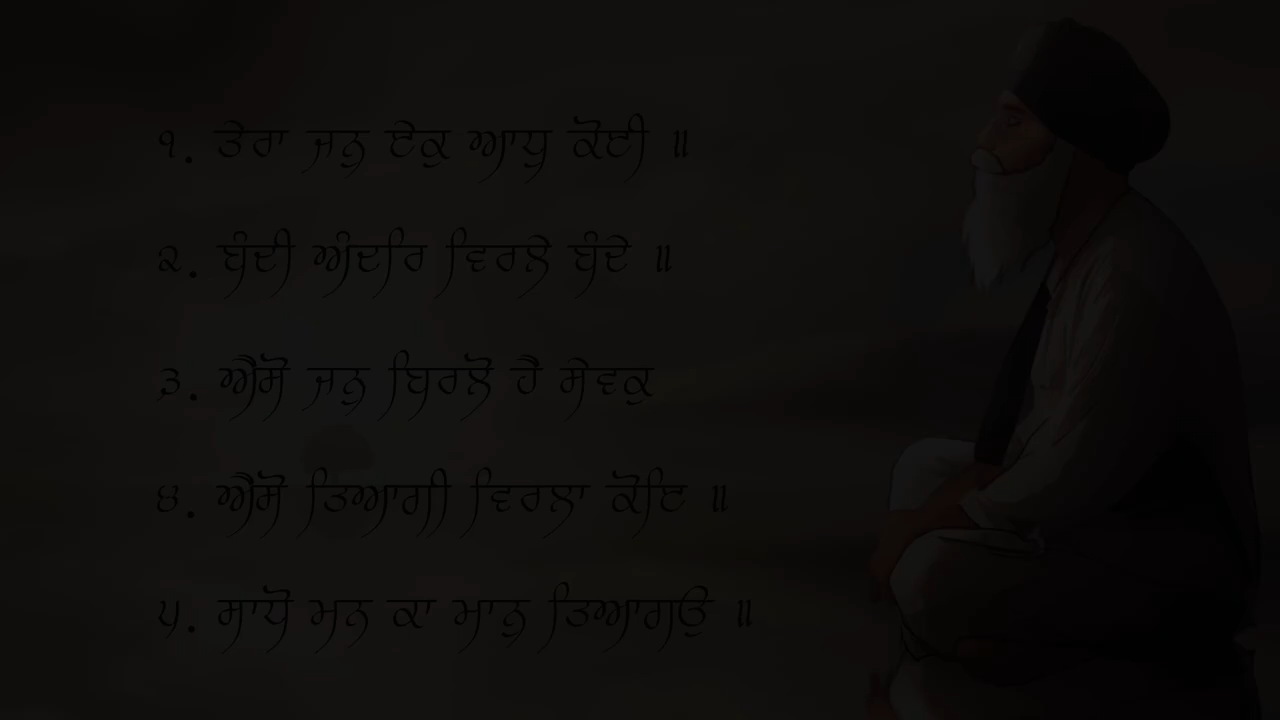 ੧. ਤੇਰਾ ਜਨੁ ਏਕੁ ਆਧੁ ਕੋਈ ॥
੨. ਬੰਦੀ ਅੰਦਰਿ ਵਿਰਲੇ ਬੰਦੇ ॥
੩. ਐਸੋ ਜਨੁ ਬਿਰਲੋ ਹੈ ਸੇਵਕੁ
੪. ਐਸੋ ਤਿਆਗੀ ਵਿਰਲਾ ਕੋਇ ॥
੫. ਸਾਧੋ ਮਨ ਕਾ ਮਾਨੁ ਤਿਆਗਉ ॥